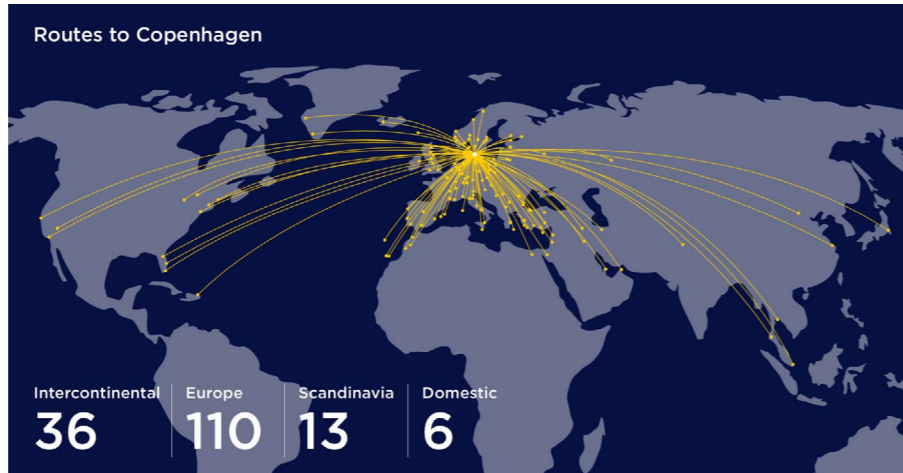 Routes to Copenhagen
Intercontinental
36
Europe
110
Scandinavia
13
Domestic
6